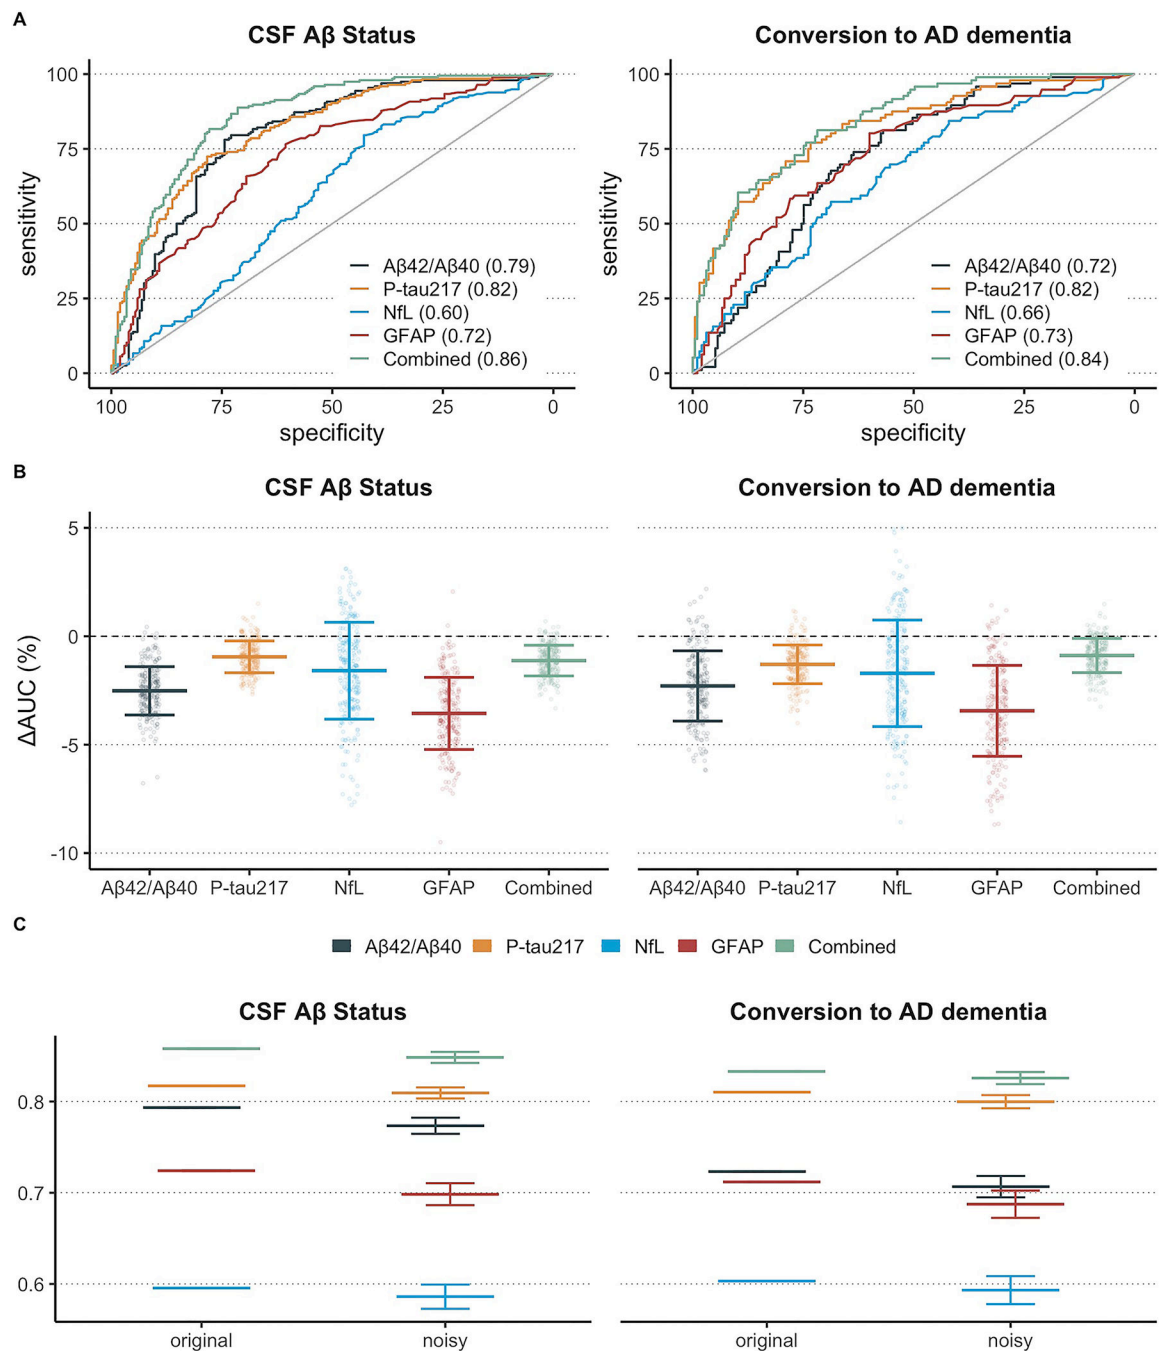 A
CSF Aβ Status
Conversion to AD dementia
100
75
50
25
0
sensitivity
Aβ42/Aβ40 (0.79)
P-tau217 (0.82)
NfL (0.60)
GFAP (0.72)
Combined (0.86)
100 75 50 25 0
specificity
100
75
50
25
0
sensitivity
Aβ42/Aβ40 (0.72)
P-tau217 (0.82)
NfL (0.66)
GFAP (0.73)
Combined (0.84)
100 75 50 25 0
specificity
B
CSF Aβ Status
Conversion to AD dementia
5
0
-5
-10
ΔAUC (%)
Aβ42/Aβ40 P-tau217 NfL GFAP Combined
Aβ42/Aβ40 P-tau217 NfL GFAP Combined
C
Aβ42/Aβ40 P-tau217 NfL GFAP Combined
CSF Aβ Status
Conversion to AD dementia
0.8
0.7
0.6
original noisy
original noisy